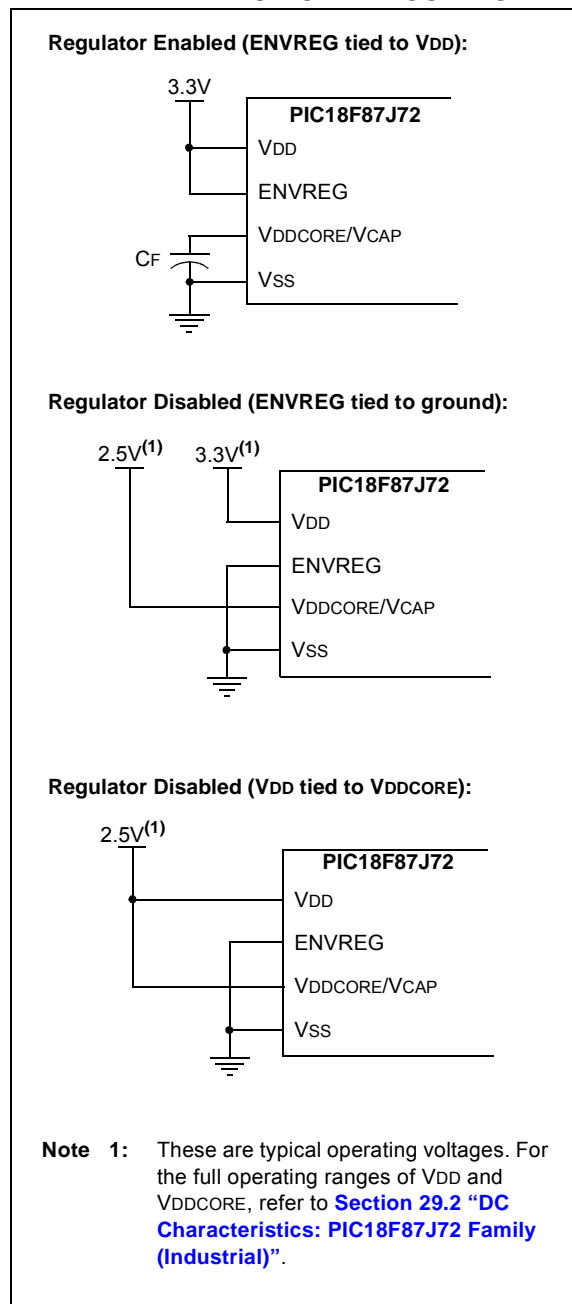 Regulator Enabled (ENVREG tied to VDD):
3.3V
PIC18F87J72
VDD
ENVREG
VDDCORE/VCAP
CF
VSS
Regulator Disabled (ENVREG tied to ground):
2.5V(1) 3.3V(1)
PIC18F87J72
VDD
ENVREG
VDDCORE/VCAP
VSS
Regulator Disabled (VDD tied to VDDCORE):
2.5V(1)
PIC18F87J72
VDD
ENVREG
VDDCORE/VCAP
VSS
Note 1: These are typical operating voltages. For
the full operating ranges of VDD and
VDDCORE, refer to Section 29.2 “DC
Characteristics: PIC18F87J72 Family
(Industrial)”.